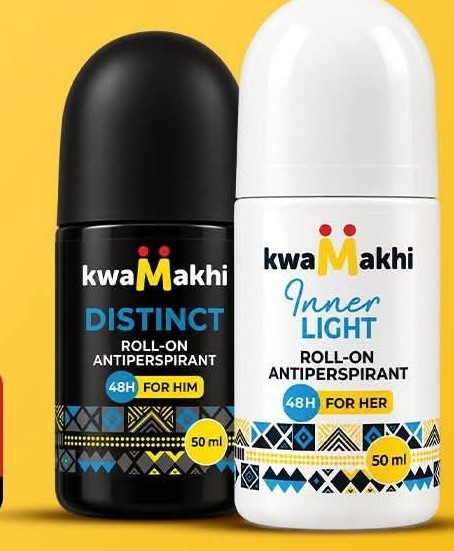 kwaMakhi
DISTINCT
ROLL-ON
ANTIPERSPIRANT
48H FOR HIM
50 ml
kwaMakhi
Inner
LIGHT
ROLL-ON
ANTIPERSPIRANT
48H FOR HER
50 ml